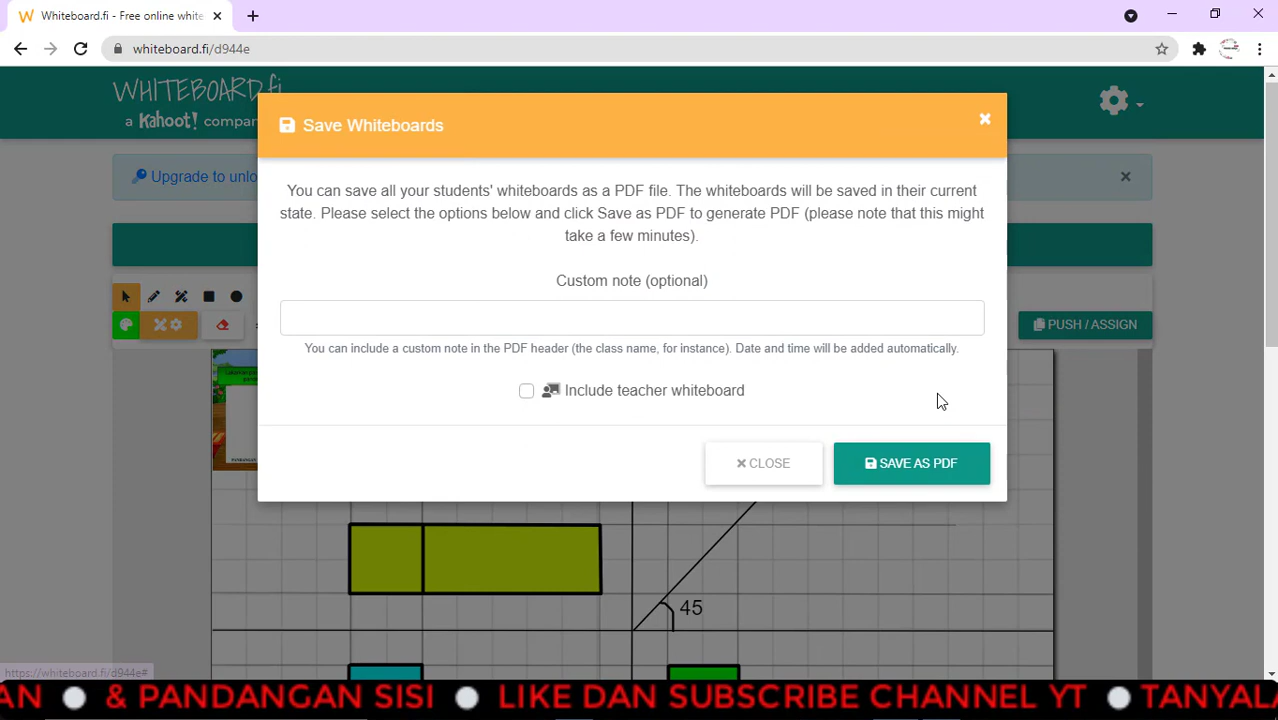 Whiteboard.fi - Free online white
whiteboard.fi/d944e
WHITEBOARD.fi
a Kahoot! compan
Save Whiteboards
Upgrade to unlo
You can save all your students' whiteboards as a PDF file. The whiteboards will be saved in their current
state. Please select the options below and click Save as PDF to generate PDF (please note that this might
take a few minutes).
Custom note (optional)
PUSH / ASSIGN
You can include a custom note in the PDF header (the class name, for instance). Date and time will be added automatically.
Include teacher whiteboard
CLOSE
SAVE AS PDF
45
https://whiteboard.fi/d944e#
AN & PANDANGAN SISI LIKE DAN SUBSCRIBE CHANNEL YT TANYALA